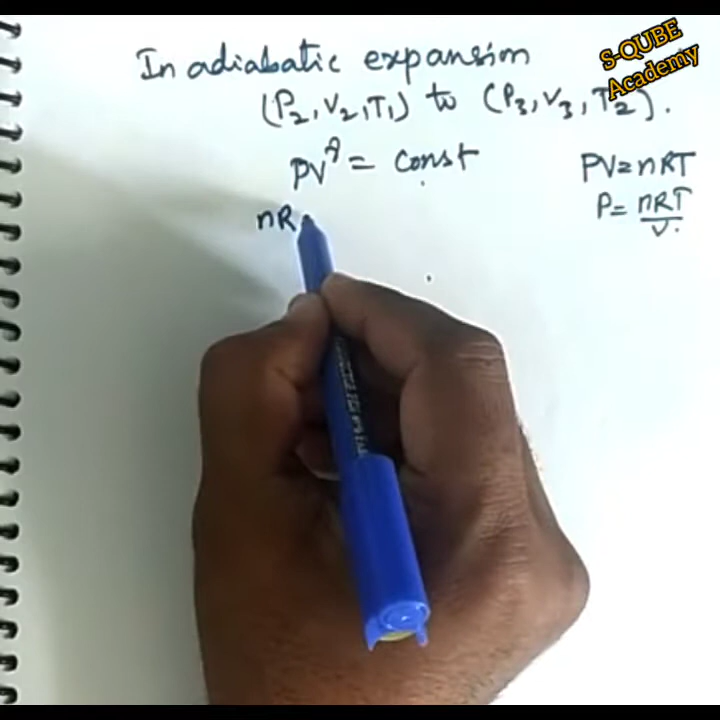 S-QUBE
Academy
In adiabatic expansion
(P₂, V₂, T₁) to (P₃, V₃, T₂).
PV^γ = const
PV = nRT
P = nRT/V.
nR